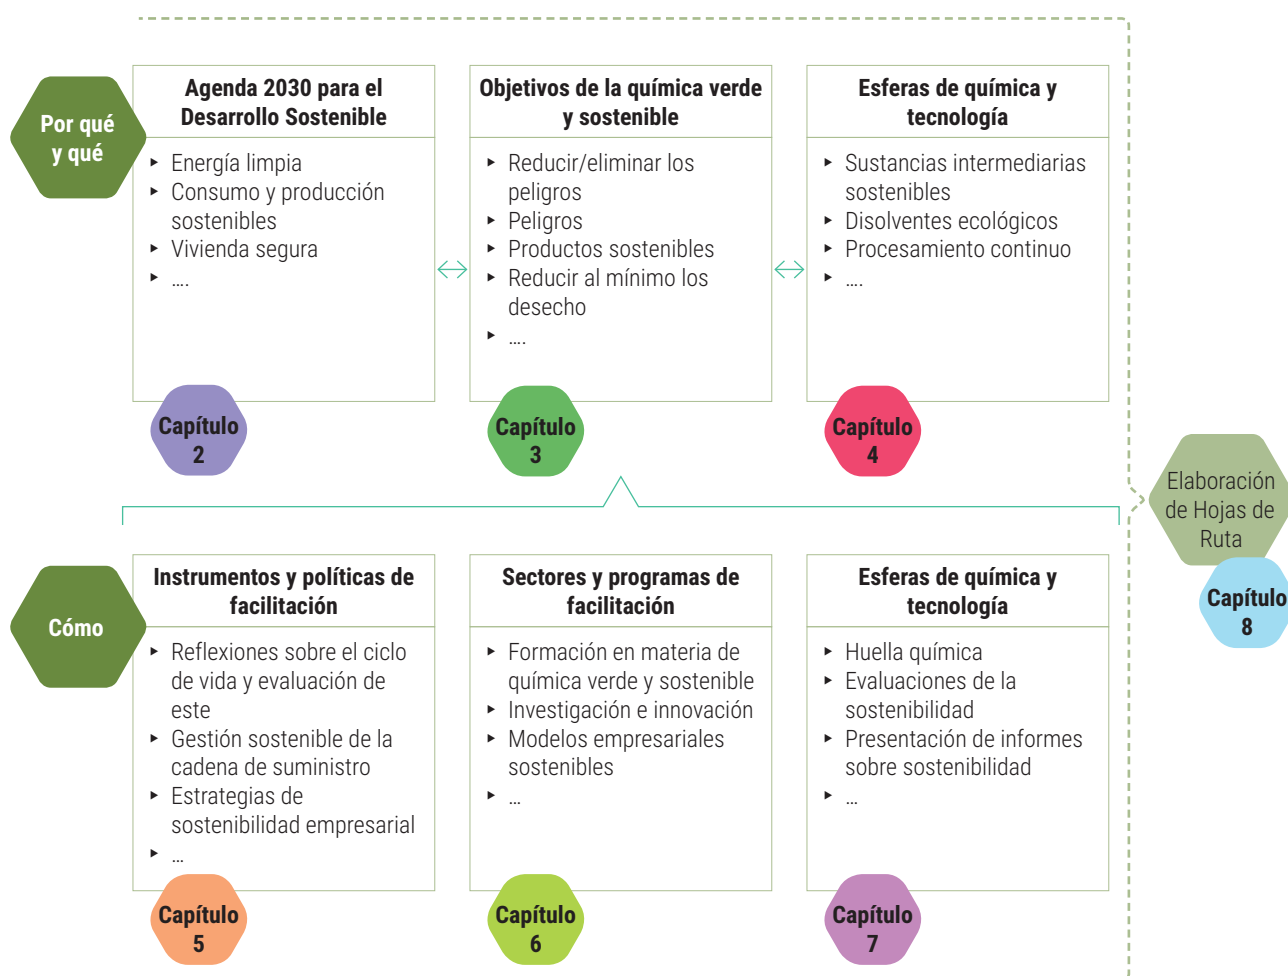 Por qué
y qué
Agenda 2030 para el
Desarrollo Sostenible
▸ Energía limpia
▸ Consumo y producción
sostenibles
▸ Vivienda segura
▸ ....
Capítulo
2
Objetivos de la química verde
y sostenible
▸ Reducir/eliminar los
peligros
▸ Peligros
▸ Productos sostenibles
▸ Reducir al mínimo los
desecho
▸ ....
Capítulo
3
Esferas de química y
tecnología
▸ Sustancias intermediarias
sostenibles
▸ Disolventes ecológicos
▸ Procesamiento continuo
▸ ....
Capítulo
4
Cómo
Instrumentos y políticas de
facilitación
▸ Reflexiones sobre el ciclo
de vida y evaluación de
este
▸ Gestión sostenible de la
cadena de suministro
▸ Estrategias de
sostenibilidad empresarial
▸ ...
Capítulo
5
Sectores y programas de
facilitación
▸ Formación en materia de
química verde y sostenible
▸ Investigación e innovación
▸ Modelos empresariales
sostenibles
▸ ...
Capítulo
6
Esferas de química y
tecnología
▸ Huella química
▸ Evaluaciones de la
sostenibilidad
▸ Presentación de informes
sobre sostenibilidad
▸ ...
Capítulo
7
Elaboración
de Hojas de
Ruta
Capítulo
8